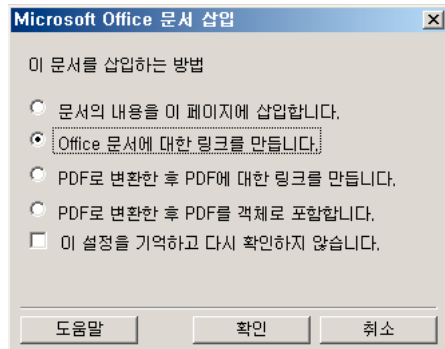 Microsoft Office 문서 삽입
이 문서를 삽입하는 방법
문서의 내용을 이 페이지에 삽입합니다.
Office 문서에 대한 링크를 만듭니다.
PDF로 변환한 후 PDF에 대한 링크를 만듭니다.
PDF로 변환한 후 PDF를 객체로 포함합니다.
이 설정을 기억하고 다시 확인하지 않습니다.
도움말 확인 취소